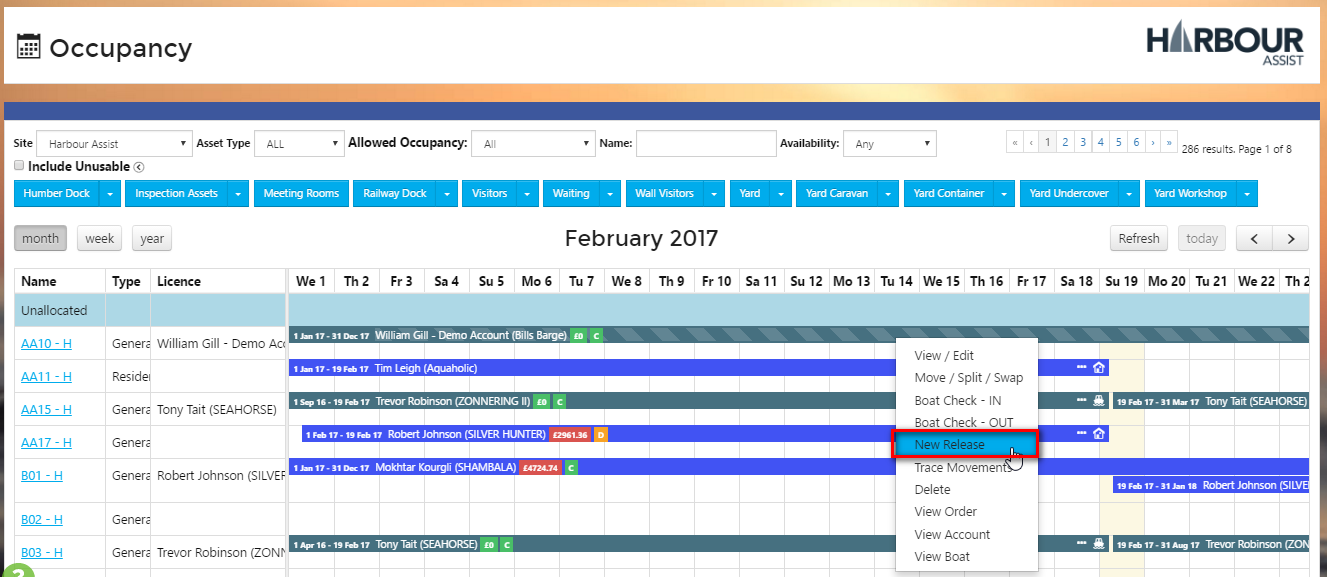 Occupancy
HARBOUR
ASSIST
Site Harbour Assist Asset Type ALL Allowed Occupancy: All Name: Availability: Any « ‹ 1 2 3 4 5 6 › » 286 results. Page 1 of 8
Include Unusable
Humber Dock Inspection Assets Meeting Rooms Railway Dock Visitors Waiting Wall Visitors Yard Yard Caravan Yard Container Yard Undercover Yard Workshop
month week year February 2017 Refresh today < >
Name Type Licence We 1 Th 2 Fr 3 Sa 4 Su 5 Mo 6 Tu 7 We 8 Th 9 Fr 10 Sa 11 Su 12 Mo 13 Tu 14 We 15 Th 16 Fr 17 Sa 18 Su 19 Mo 20 Tu 21 We 22 Th 2
Unallocated
AA10 - H Genera William Gill - Demo Acc 1 Jan 17 - 31 Dec 17 William Gill - Demo Account (Bills Barge) £0 C
AA11 - H Resider 1 Jan 17 - 19 Feb 17 Tim Leigh (Aquaholic)
AA15 - H Genera Tony Tait (SEAHORSE) 1 Sep 16 - 19 Feb 17 Trevor Robinson (ZONNERING II) £0 C 19 Feb 17 - 31 Mar 17 Tony Tait (SEAHORSE)
AA17 - H Genera 1 Feb 17 - 19 Feb 17 Robert Johnson (SILVER HUNTER) £2961.36 D
B01 - H Genera Robert Johnson (SILVEF 1 Jan 17 - 31 Dec 17 Mokhtar Kourgli (SHAMBALA) £4724.74 C
19 Feb 17 - 31 Jan 18 Robert Johnson (SILVE
B02 - H Genera
B03 - H Genera Trevor Robinson (ZONN 1 Apr 16 - 19 Feb 17 Tony Tait (SEAHORSE) £0 C 19 Feb 17 - 31 Aug 17 Trevor Robinson (ZON
View / Edit
Move / Split / Swap
Boat Check - IN
Boat Check - OUT
New Release
Trace Movements
Delete
View Order
View Account
View Boat
?